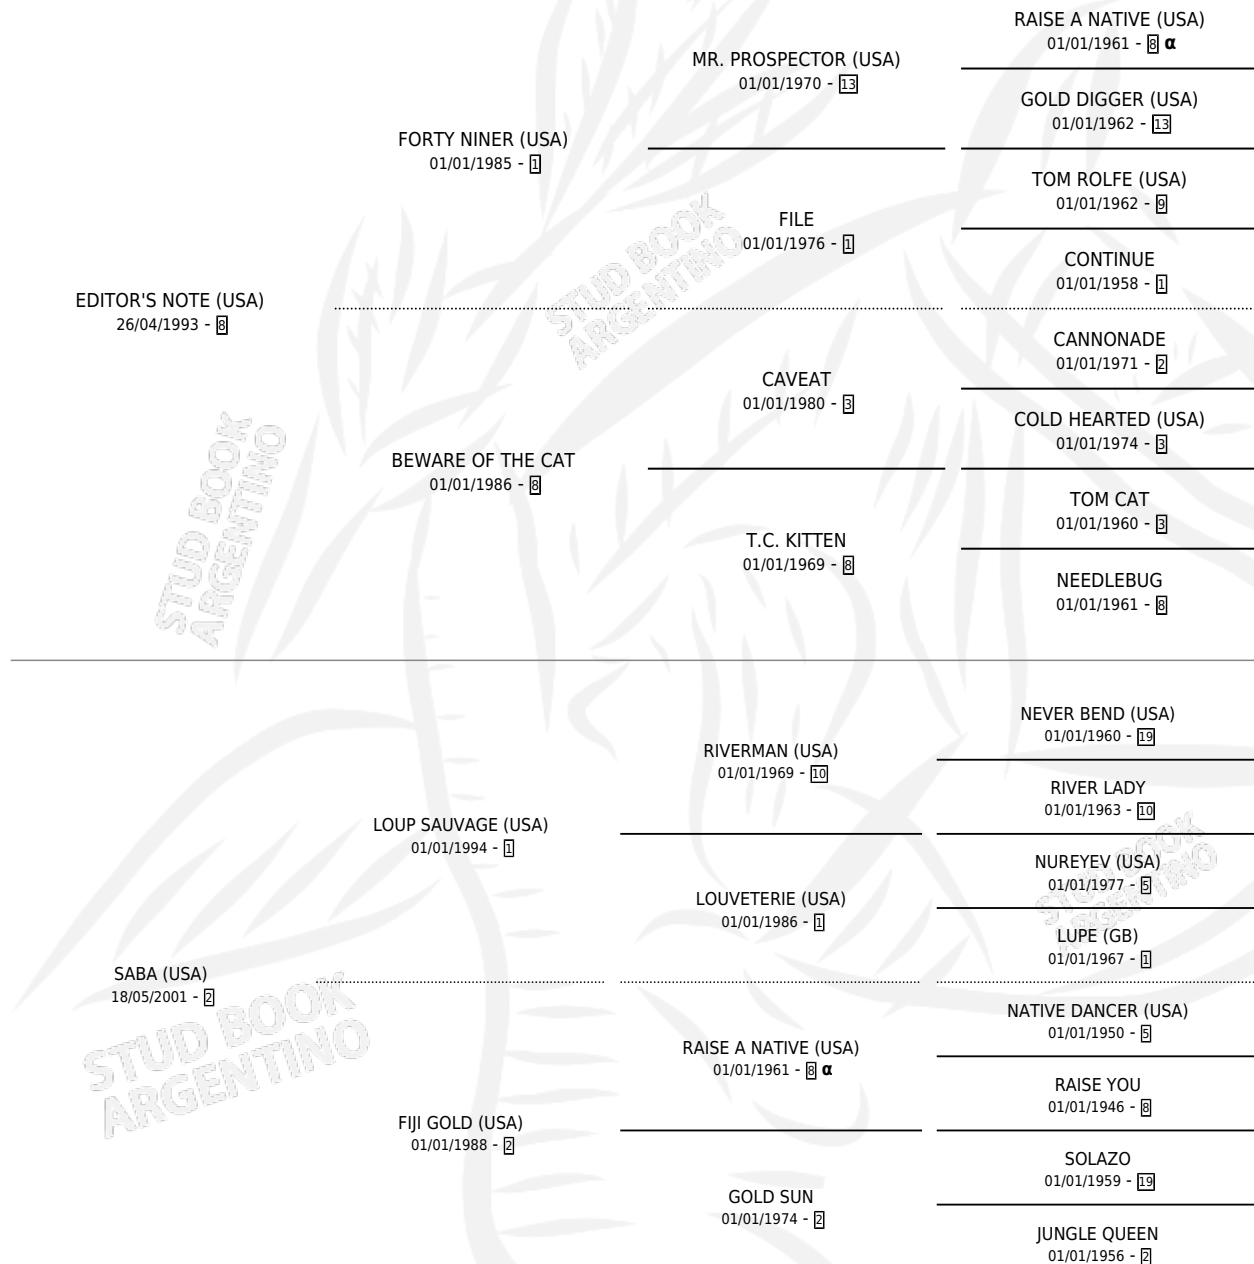 RAISE A NATIVE (USA)
01/01/1961 - 8 α
MR. PROSPECTOR (USA)
01/01/1970 - 13
GOLD DIGGER (USA)
01/01/1962 - 13
FORTY NINER (USA)
01/01/1985 - 1
TOM ROLFE (USA)
01/01/1962 - 9
FILE
01/01/1976 - 1
CONTINUE
01/01/1958 - 1
EDITOR'S NOTE (USA)
26/04/1993 - 8
CANNONADE
01/01/1971 - 2
CAVEAT
01/01/1980 - 3
COLD HEARTED (USA)
01/01/1974 - 3
BEWARE OF THE CAT
01/01/1986 - 8
TOM CAT
01/01/1960 - 3
T.C. KITTEN
01/01/1969 - 8
NEEDLEBUG
01/01/1961 - 8
NEVER BEND (USA)
01/01/1960 - 19
RIVERMAN (USA)
01/01/1969 - 10
RIVER LADY
01/01/1963 - 10
LOUP SAUVAGE (USA)
01/01/1994 - 1
NUREYEV (USA)
01/01/1977 - 5
LOUVETERIE (USA)
01/01/1986 - 1
LUPE (GB)
01/01/1967 - 1
SABA (USA)
18/05/2001 - 2
NATIVE DANCER (USA)
01/01/1950 - 5
RAISE A NATIVE (USA)
01/01/1961 - 8 α
RAISE YOU
01/01/1946 - 8
FIJI GOLD (USA)
01/01/1988 - 2
SOLAZO
01/01/1959 - 19
GOLD SUN
01/01/1974 - 2
JUNGLE QUEEN
01/01/1956 - 2
STUD BOOK
ARGENTINO
STUD BOOK
ARGENTINO
STUD BOOK
ARGENTINO
STUD BOOK
ARGENTINO